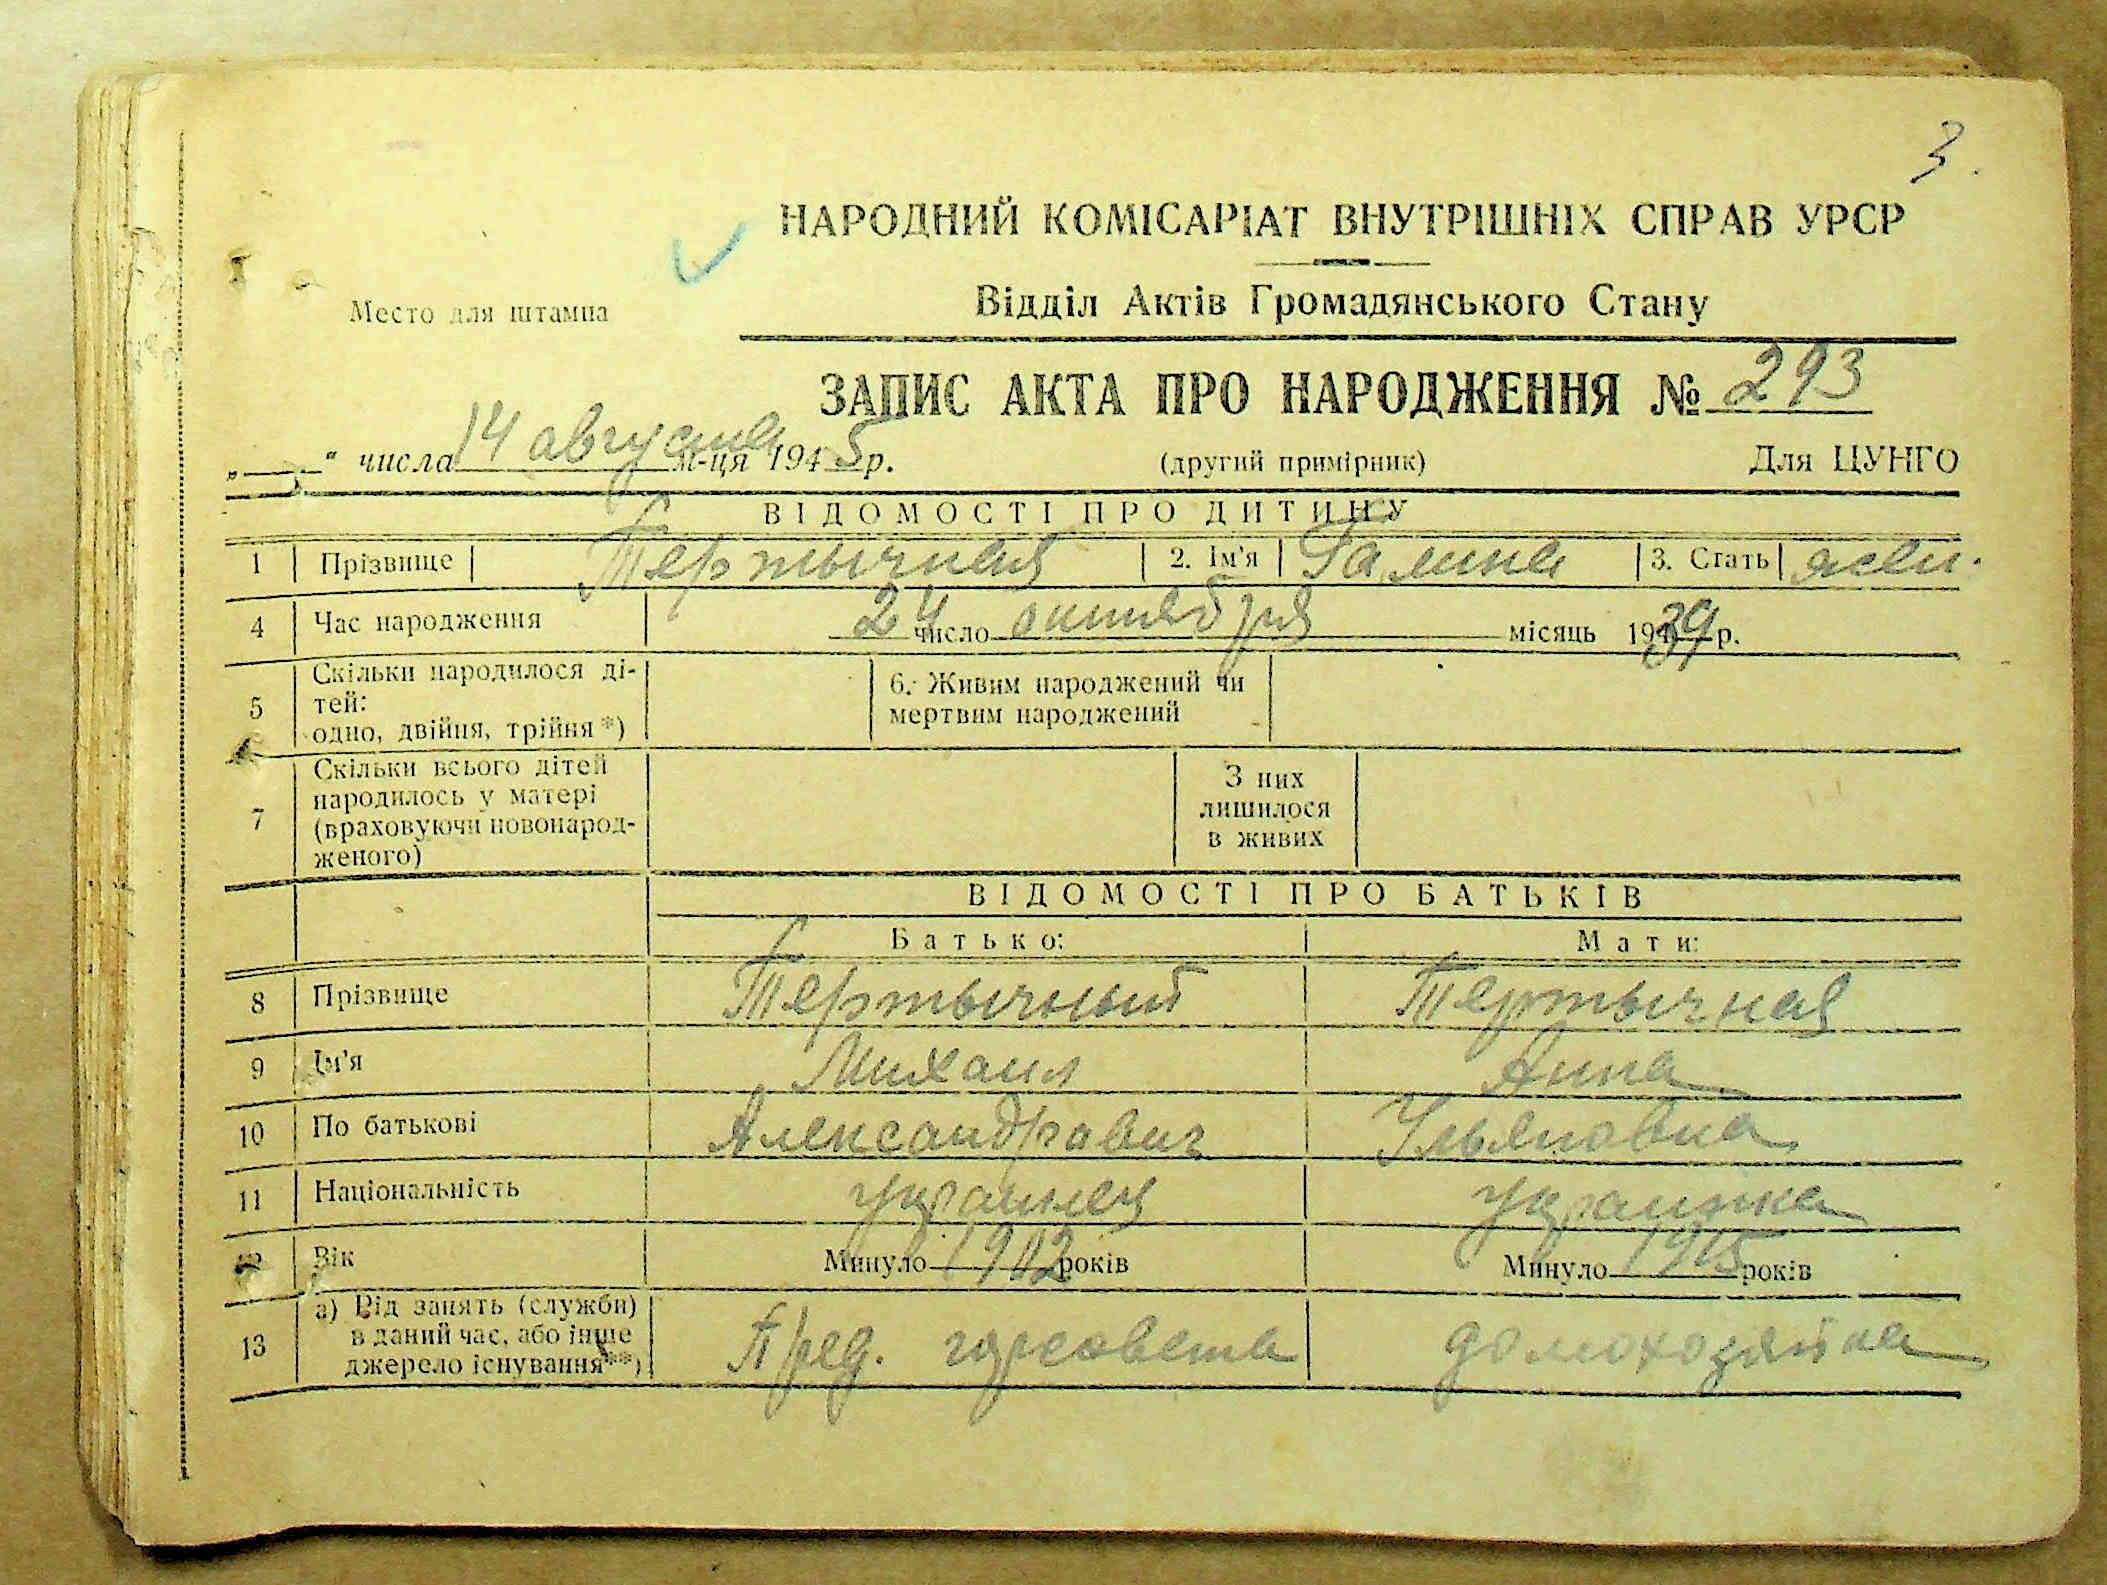 3.
НАРОДНИЙ КОМІСАРІАТ ВНУТРІШНІХ СПРАВ УРСР
Место для штампа
Відділ Актів Громадянського Стану
ЗАПИС АКТА ПРО НАРОДЖЕННЯ № 293
„ “ числа 14 августа м-ця 1945 р. (другий примірник) Для ЦУНГО
ВІДОМОСТІ ПРО ДИТИНУ
1 Прізвище Тертычная 2. Ім'я Галина 3. Стать жен.
4 Час народження 24 число октября місяць 1939 р.
5 Скільки народилося ді-
тей:
одно, двійня, трійня *)
6. Живим народжений чи
мертвим народжений
7 Скільки всього дітей
народилось у матері
(враховуючи новонарод-
женого)
З них
лишилося
в живих
ВІДОМОСТІ ПРО БАТЬКІВ
Батько: Мати:
8 Прізвище Тертычный Тертычная
9 Ім'я Михаил Анна
10 По батькові Александрович Ульяновна
11 Національність украинец украинка
12 Вік Минуло 1902 років Минуло 1915 років
13 а) Рід занять (служби)
в даний час, або інше
джерело існування**)
Пред. горсовета домохозяйка